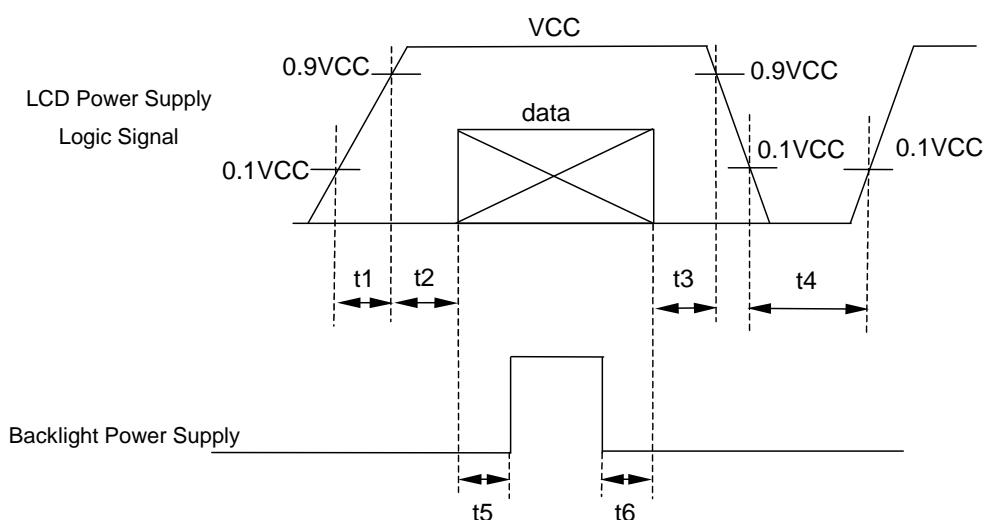 VCC
0.9VCC
0.9VCC
LCD Power Supply
Logic Signal
data
0.1VCC
0.1VCC
0.1VCC
t1
t2
t3
t4
Backlight Power Supply
t5
t6